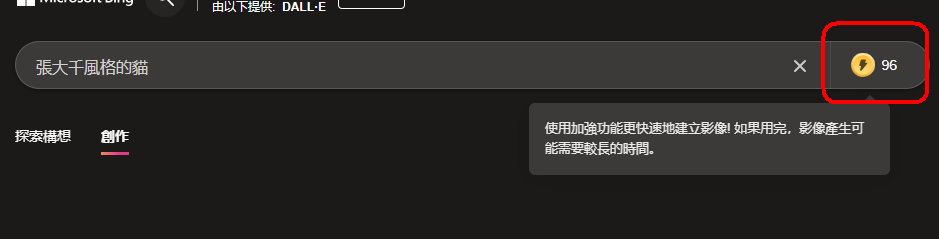 Microsoft Bing
由以下提供: DALL·E
張大千風格的貓
96
使用加強功能更快速地建立影像! 如果用完，影像產生可
能需要較長的時間。
探索構想
創作